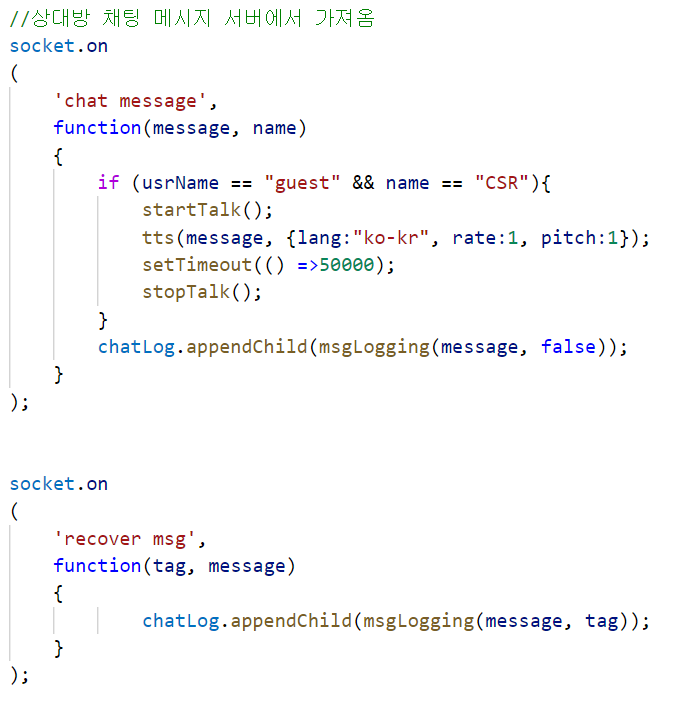 //상대방 채팅 메시지 서버에서 가져옴
socket.on
(
    'chat message',
    function(message, name)
    {
        if (usrName == "guest" && name == "CSR"){
            startTalk();
            tts(message, {lang:"ko-kr", rate:1, pitch:1});
            setTimeout(() =>50000);
            stopTalk();
        }
        chatLog.appendChild(msgLogging(message, false));
    }
);
socket.on
(
    'recover msg',
    function(tag, message)
    {
            chatLog.appendChild(msgLogging(message, tag));
    }
);